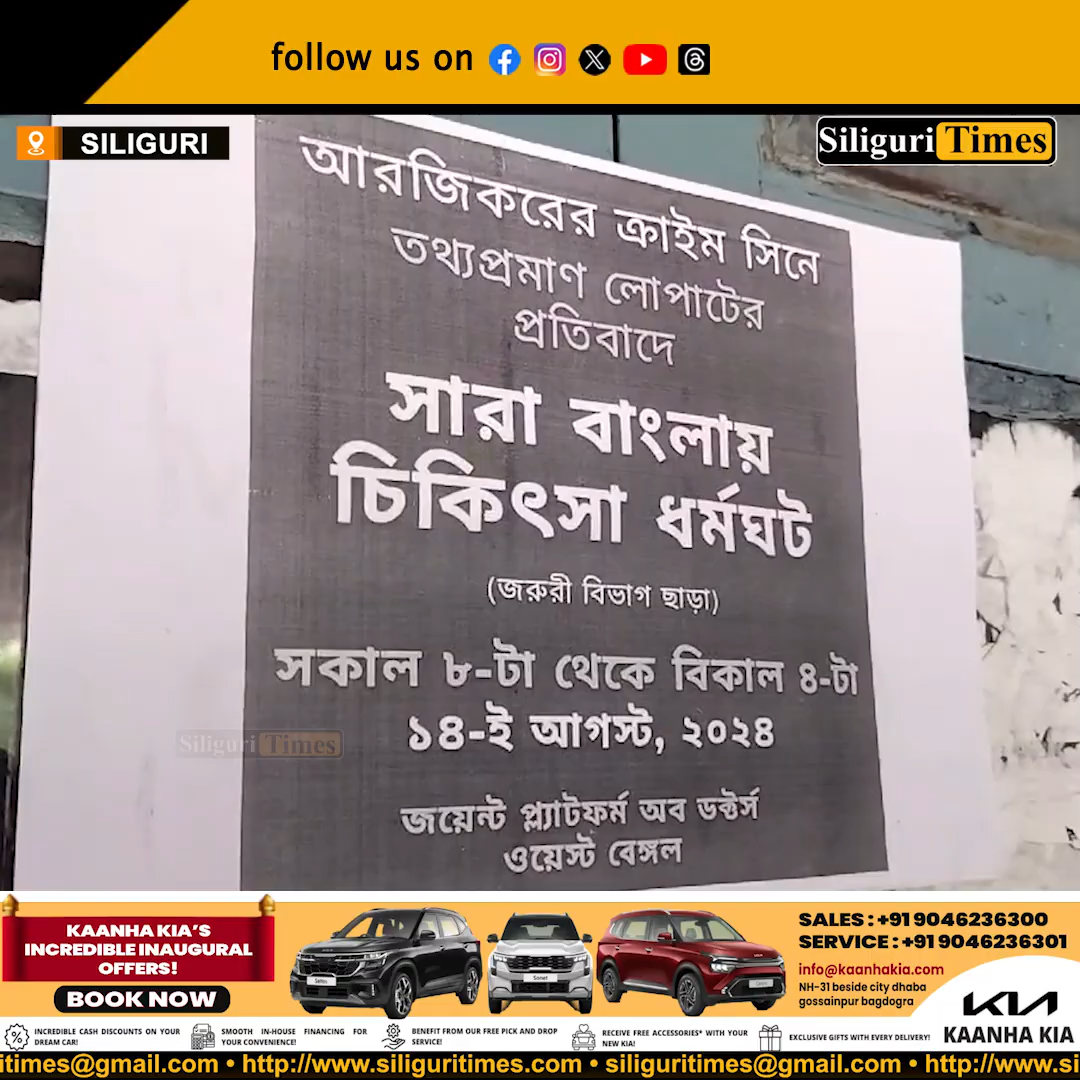 follow us on
SILIGURI
Siliguri Times
আরজিকরের ক্রাইম সিনে
তথ্যপ্রমাণ লোপাটের
প্রতিবাদে
সারা বাংলায়
চিকিৎসা ধর্মঘট
(জরুরী বিভাগ ছাড়া)
সকাল ৮-টা থেকে বিকাল ৪-টা
১৪-ই আগস্ট, ২০২৪
Siliguri Times
জয়েন্ট প্ল্যাটফর্ম অব ডক্টর্স
ওয়েস্ট বেঙ্গল
KAANHA KIA'S
INCREDIBLE INAUGURAL
OFFERS!
BOOK NOW
Seltos
Sonet
SALES : +91 9046236300
SERVICE : +91 9046236301
info@kaanhakia.com
NH-31 beside city dhaba
gossainpur bagdogra
KIA
KAANHA KIA
INCREDIBLE CASH DISCOUNTS ON YOUR
DREAM CAR!
SMOOTH IN-HOUSE FINANCING FOR
YOUR CONVENIENCE!
BENEFIT FROM OUR FREE PICK AND DROP
SERVICE!
RECEIVE FREE ACCESSORIES* WITH YOUR
NEW KIA!
EXCLUSIVE GIFTS WITH EVERY DELIVERY!
itimes@gmail.com • http://www.siliguritimes.com • siliguritimes@gmail.com • http://www.si